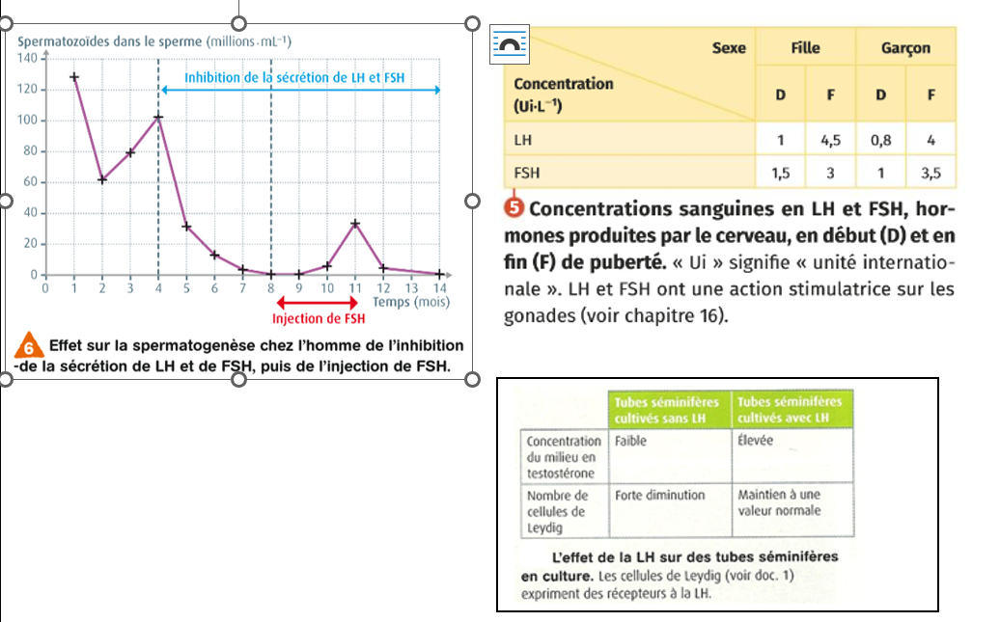 Spermatozoïdes dans le sperme (millions·mL⁻¹)
140
120
100
80
60
40
20
0
Inhibition de la sécrétion de LH et FSH
0 1 2 3 4 5 6 7 8 9 10 11 12 13 14
Temps (mois)
Injection de FSH
6 Effet sur la spermatogenèse chez l'homme de l'inhibition
-de la sécrétion de LH et de FSH, puis de l'injection de FSH.
Sexe Fille Garçon
Concentration
(Ui·L⁻¹)
D F D F
LH 1 4,5 0,8 4
FSH 1,5 3 1 3,5
5 Concentrations sanguines en LH et FSH, hor-
mones produites par le cerveau, en début (D) et en
fin (F) de puberté. « Ui » signifie « unité internatio-
nale ». LH et FSH ont une action stimulatrice sur les
gonades (voir chapitre 16).
Tubes séminifères
cultivés sans LH
Tubes séminifères
cultivés avec LH
Concentration
du milieu en
testostérone
Faible
Élevée
Nombre de
cellules de
Leydig
Forte diminution
Maintien à une
valeur normale
L'effet de la LH sur des tubes séminifères
en culture. Les cellules de Leydig (voir doc. 1)
expriment des récepteurs à la LH.